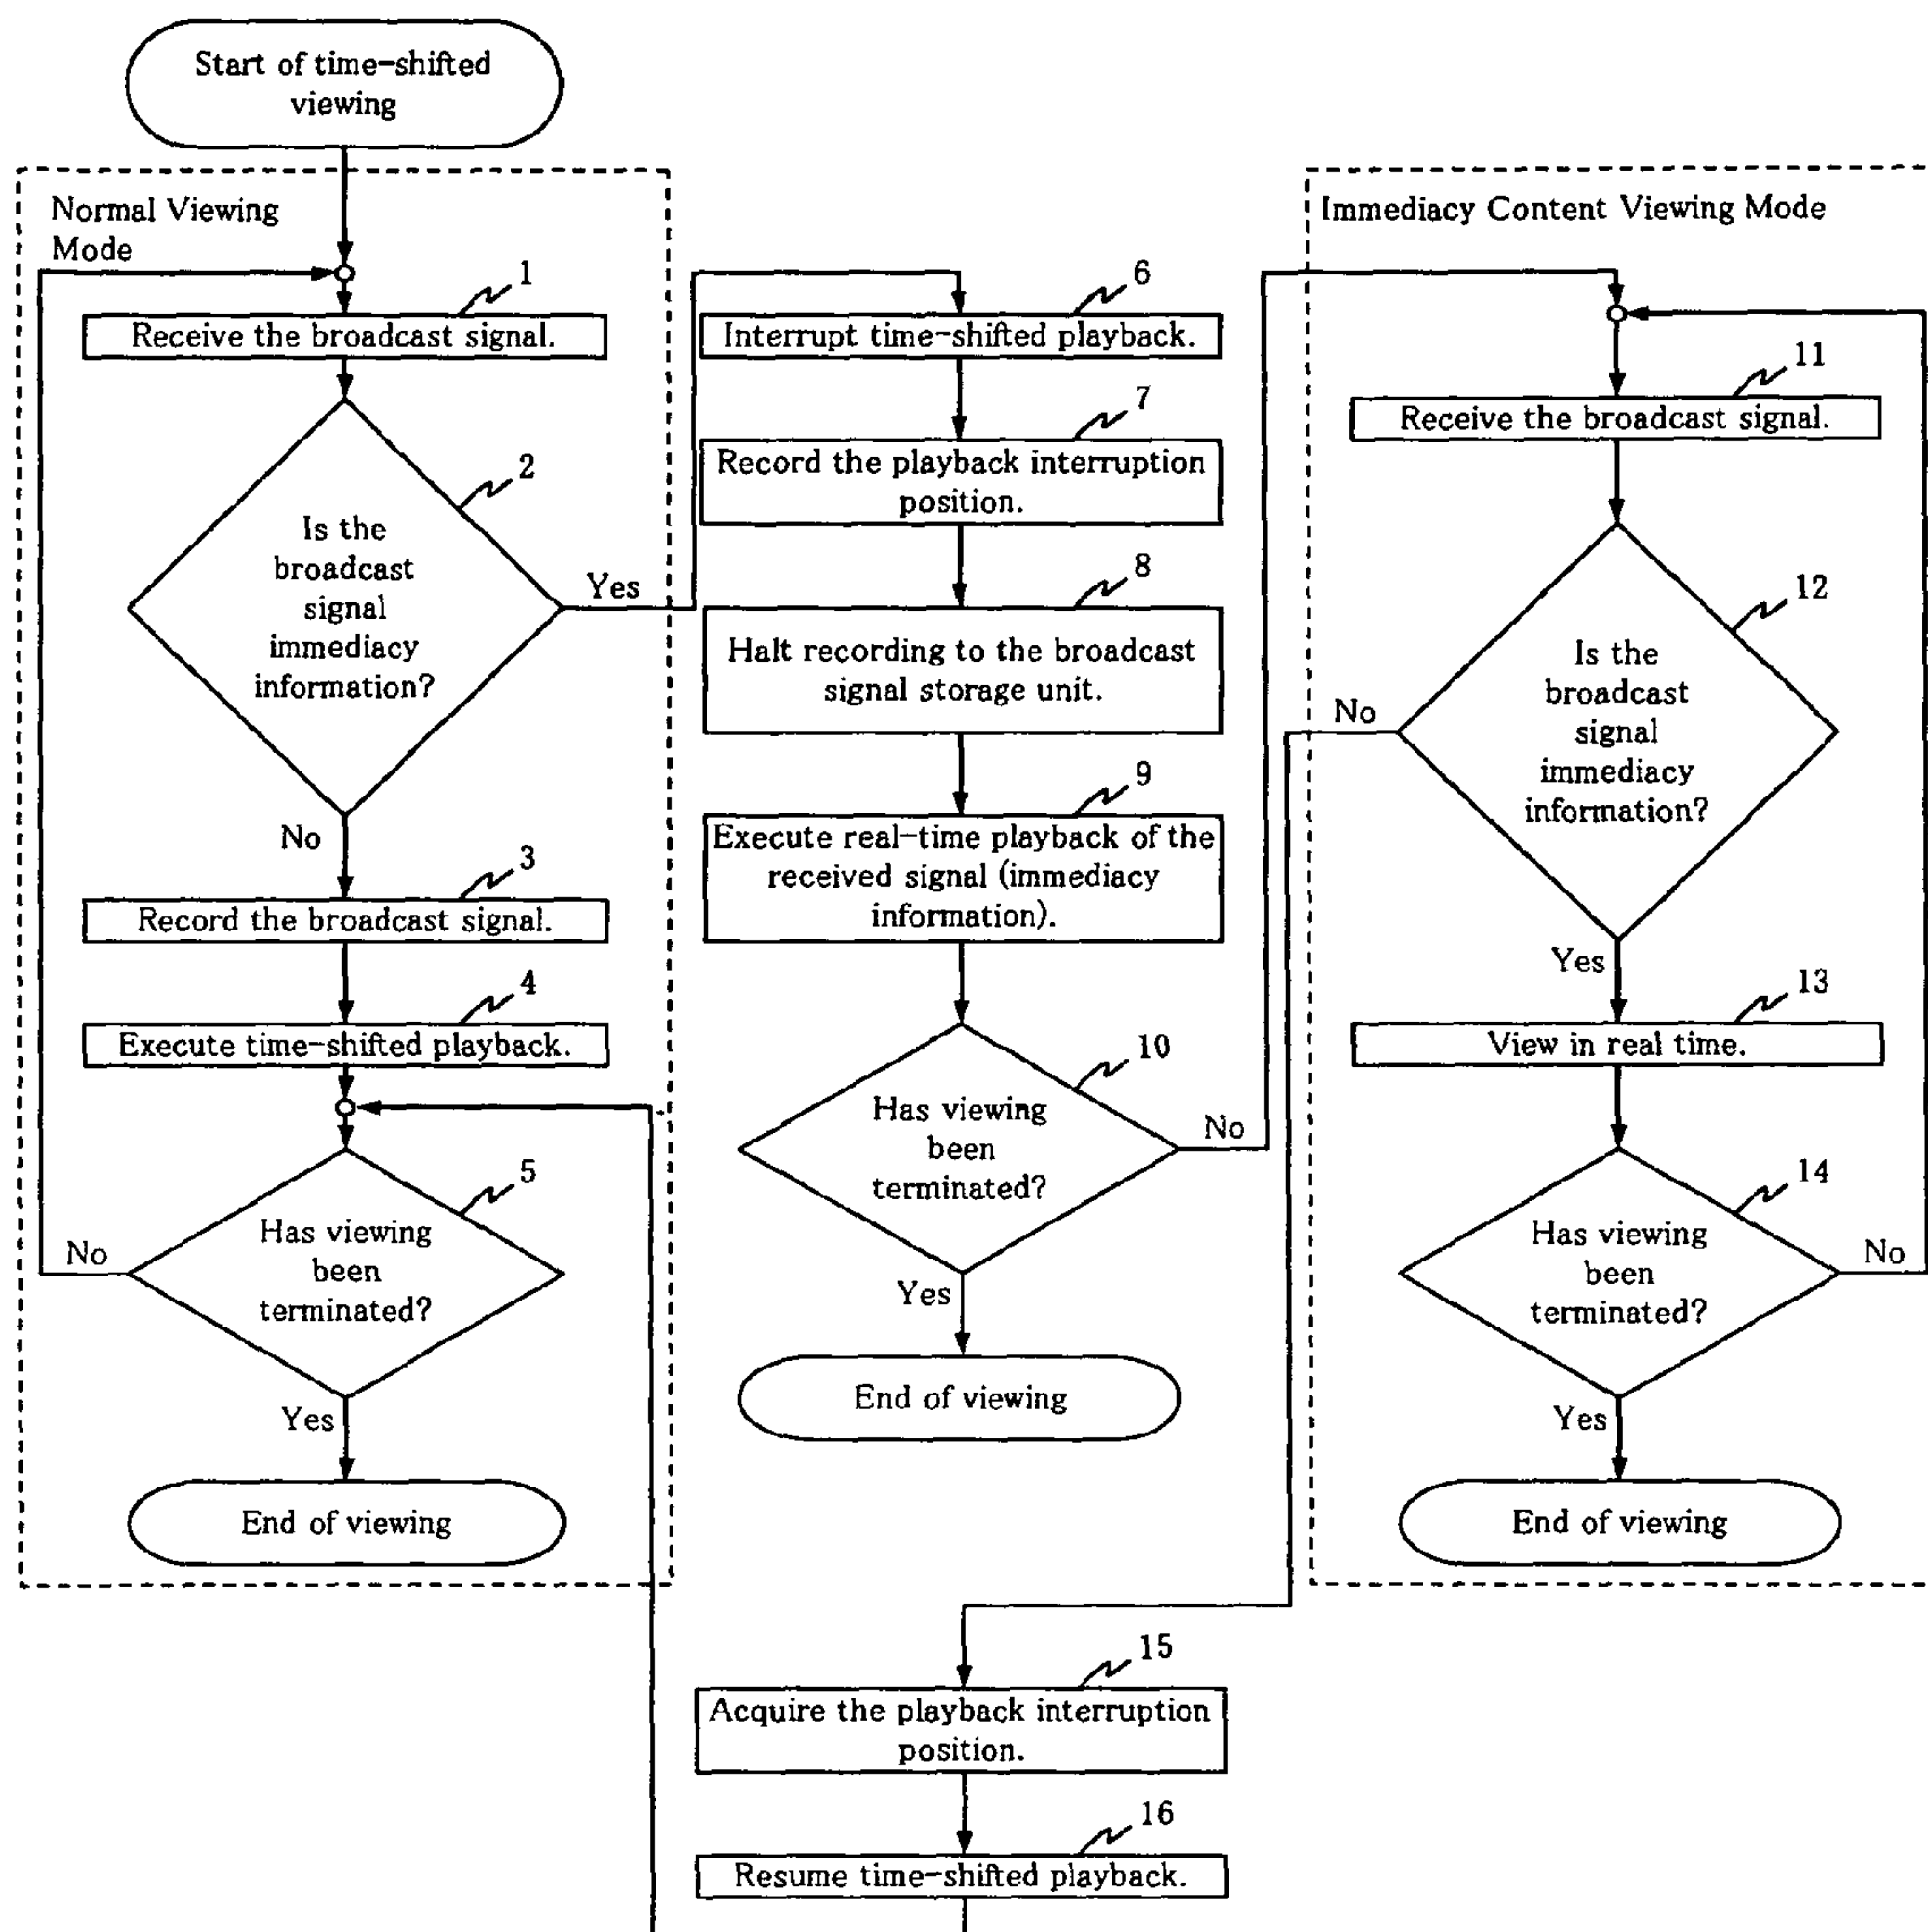 Start of time-shifted
viewing
Normal Viewing
Mode
1
Receive the broadcast signal.
2
Is the
broadcast
signal
immediacy
information?
Yes
No
3
Record the broadcast signal.
4
Execute time-shifted playback.
5
Has viewing
been
terminated?
No
Yes
End of viewing
6
Interrupt time-shifted playback.
7
Record the playback interruption
position.
8
Halt recording to the broadcast
signal storage unit.
9
Execute real-time playback of the
received signal (immediacy
information).
10
Has viewing
been
terminated?
No
Yes
End of viewing
Immediacy Content Viewing Mode
11
Receive the broadcast signal.
12
Is the
broadcast
signal
immediacy
information?
No
Yes
13
View in real time.
14
Has viewing
been
terminated?
No
Yes
End of viewing
15
Acquire the playback interruption
position.
16
Resume time-shifted playback.